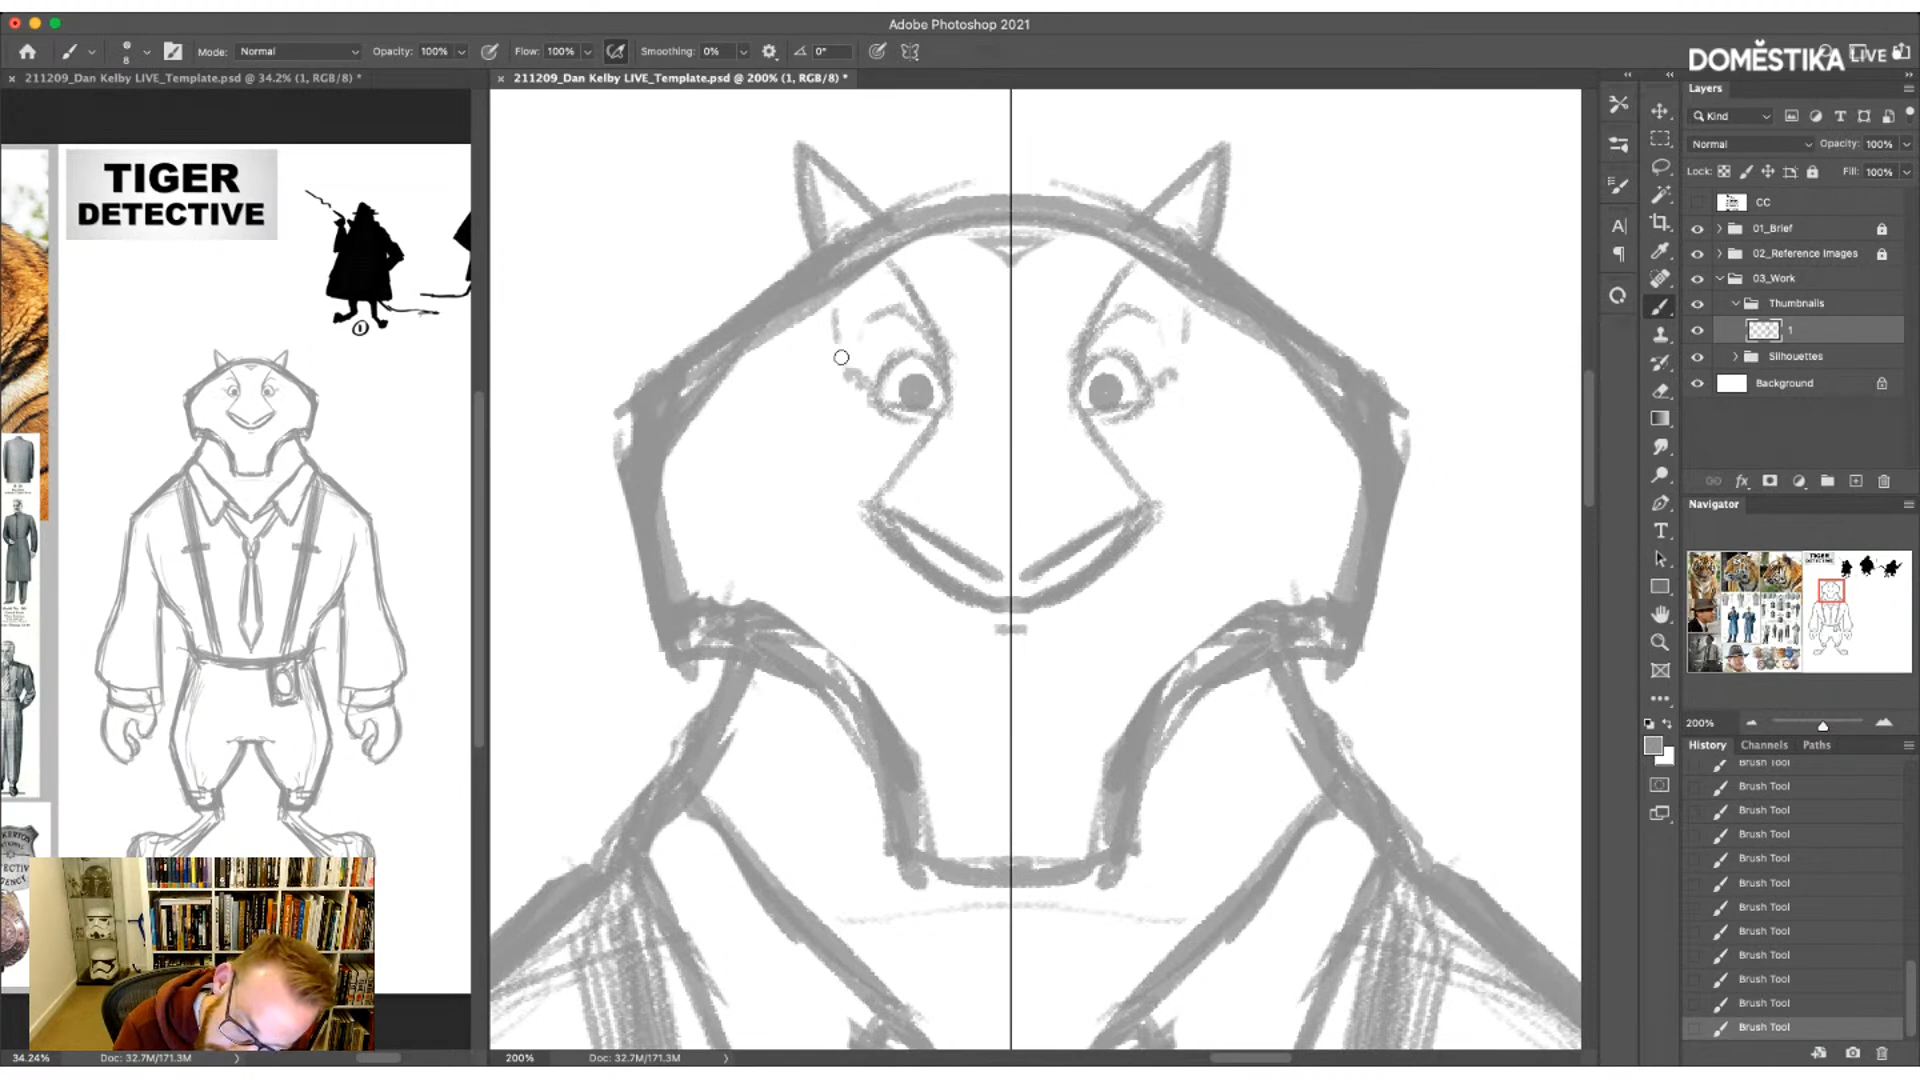 Adobe Photoshop 2021
8
Mode: Normal
Opacity: 100%
Flow: 100%
Smoothing: 0%
0°
DOMĚSTIKA LIVE
211209_Dan Kelby LIVE_Template.psd @ 34.2% (1, RGB/8) *
211209_Dan Kelby LIVE_Template.psd @ 200% (1, RGB/8) *
Layers
Kind
Normal
Opacity: 100%
Lock:
Fill: 100%
CC
01_Brief
02_Reference Images
03_Work
Thumbnails
1
Silhouettes
Background
TIGER
DETECTIVE
1
Navigator
200%
History
Channels
Paths
Brush Tool
Brush Tool
Brush Tool
Brush Tool
Brush Tool
Brush Tool
Brush Tool
Brush Tool
Brush Tool
Brush Tool
Brush Tool
Brush Tool
34.24%
Doc: 32.7M/171.3M
200%
Doc: 32.7M/171.3M